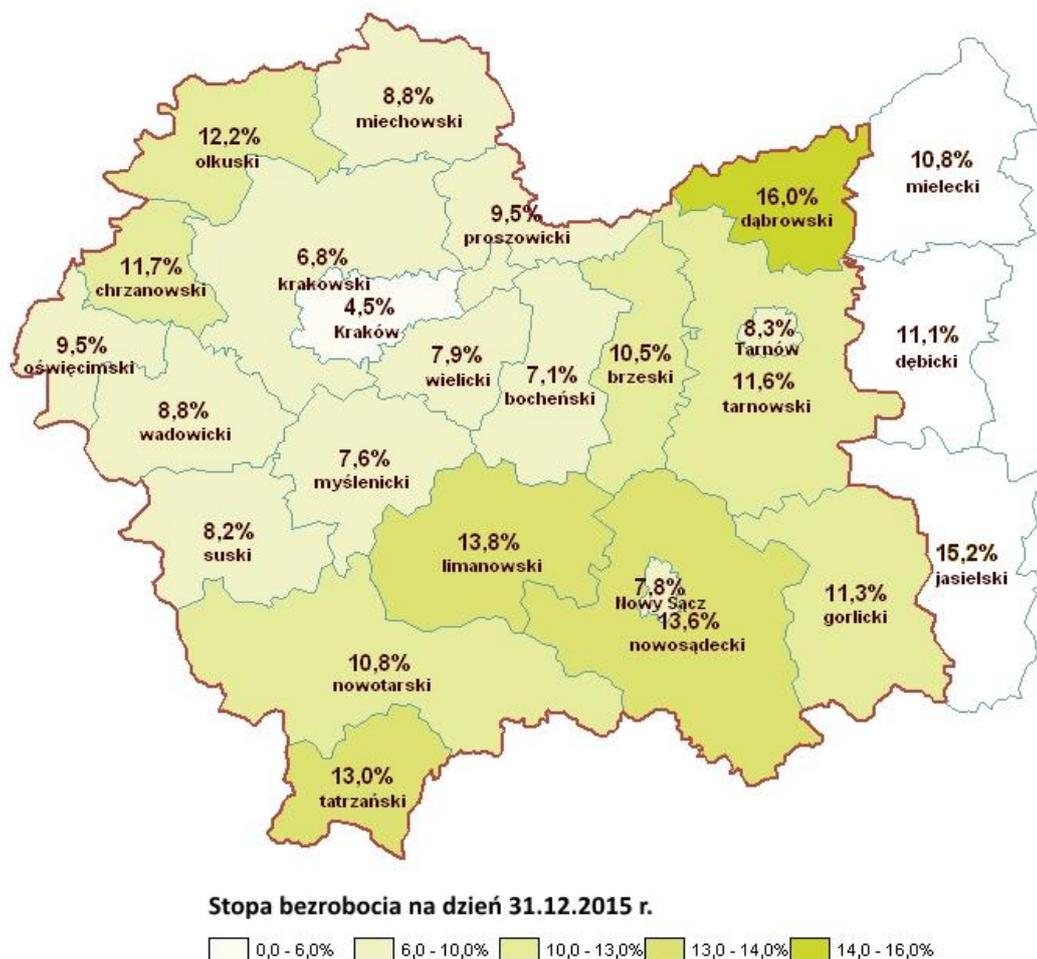 8,8%
miechowski
12,2%
olkuski
10,8%
mielecki
16,0%
dąbrowski
9,5%
proszowicki
6,8%
krakowski
11,7%
chrzanowski
4,5%
Kraków
8,3%
Tarnów
11,1%
dębicki
9,5%
oświęcimski
7,9%
wielicki
7,1%
bocheński
10,5%
brzeski
11,6%
tarnowski
8,8%
wadowicki
7,6%
myślenicki
8,2%
suski
13,8%
limanowski
7,8%
Nowy Sącz
13,6%
nowosądecki
11,3%
gorlicki
15,2%
jasielski
10,8%
nowotarski
13,0%
tatrzański
Stopa bezrobocia na dzień 31.12.2015 r.
0,0 - 6,0% 6,0 - 10,0% 10,0 - 13,0% 13,0 - 14,0% 14,0 - 16,0%